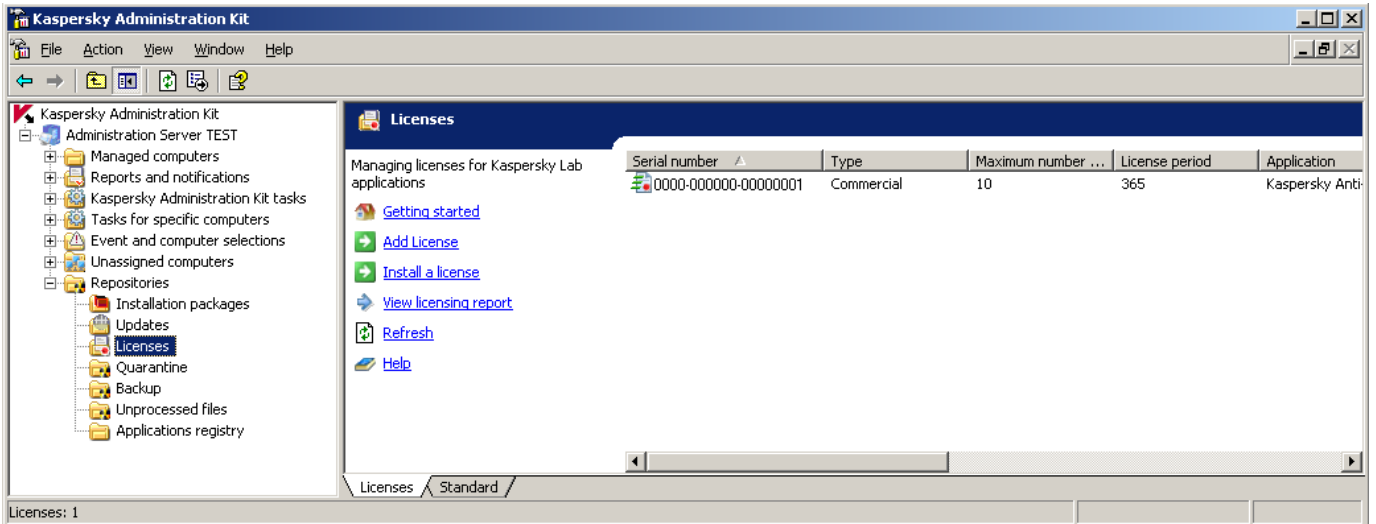 Kaspersky Administration Kit
File Action View Window Help
Kaspersky Administration Kit
Administration Server TEST
Managed computers
Reports and notifications
Kaspersky Administration Kit tasks
Tasks for specific computers
Event and computer selections
Unassigned computers
Repositories
Installation packages
Updates
Licenses
Quarantine
Backup
Unprocessed files
Applications registry
Licenses
Managing licenses for Kaspersky Lab
applications
Getting started
Add License
Install a license
View licensing report
Refresh
Help
Serial number Type Maximum number ... License period Application
0000-000000-00000001 Commercial 10 365 Kaspersky Anti-
Licenses Standard
Licenses: 1